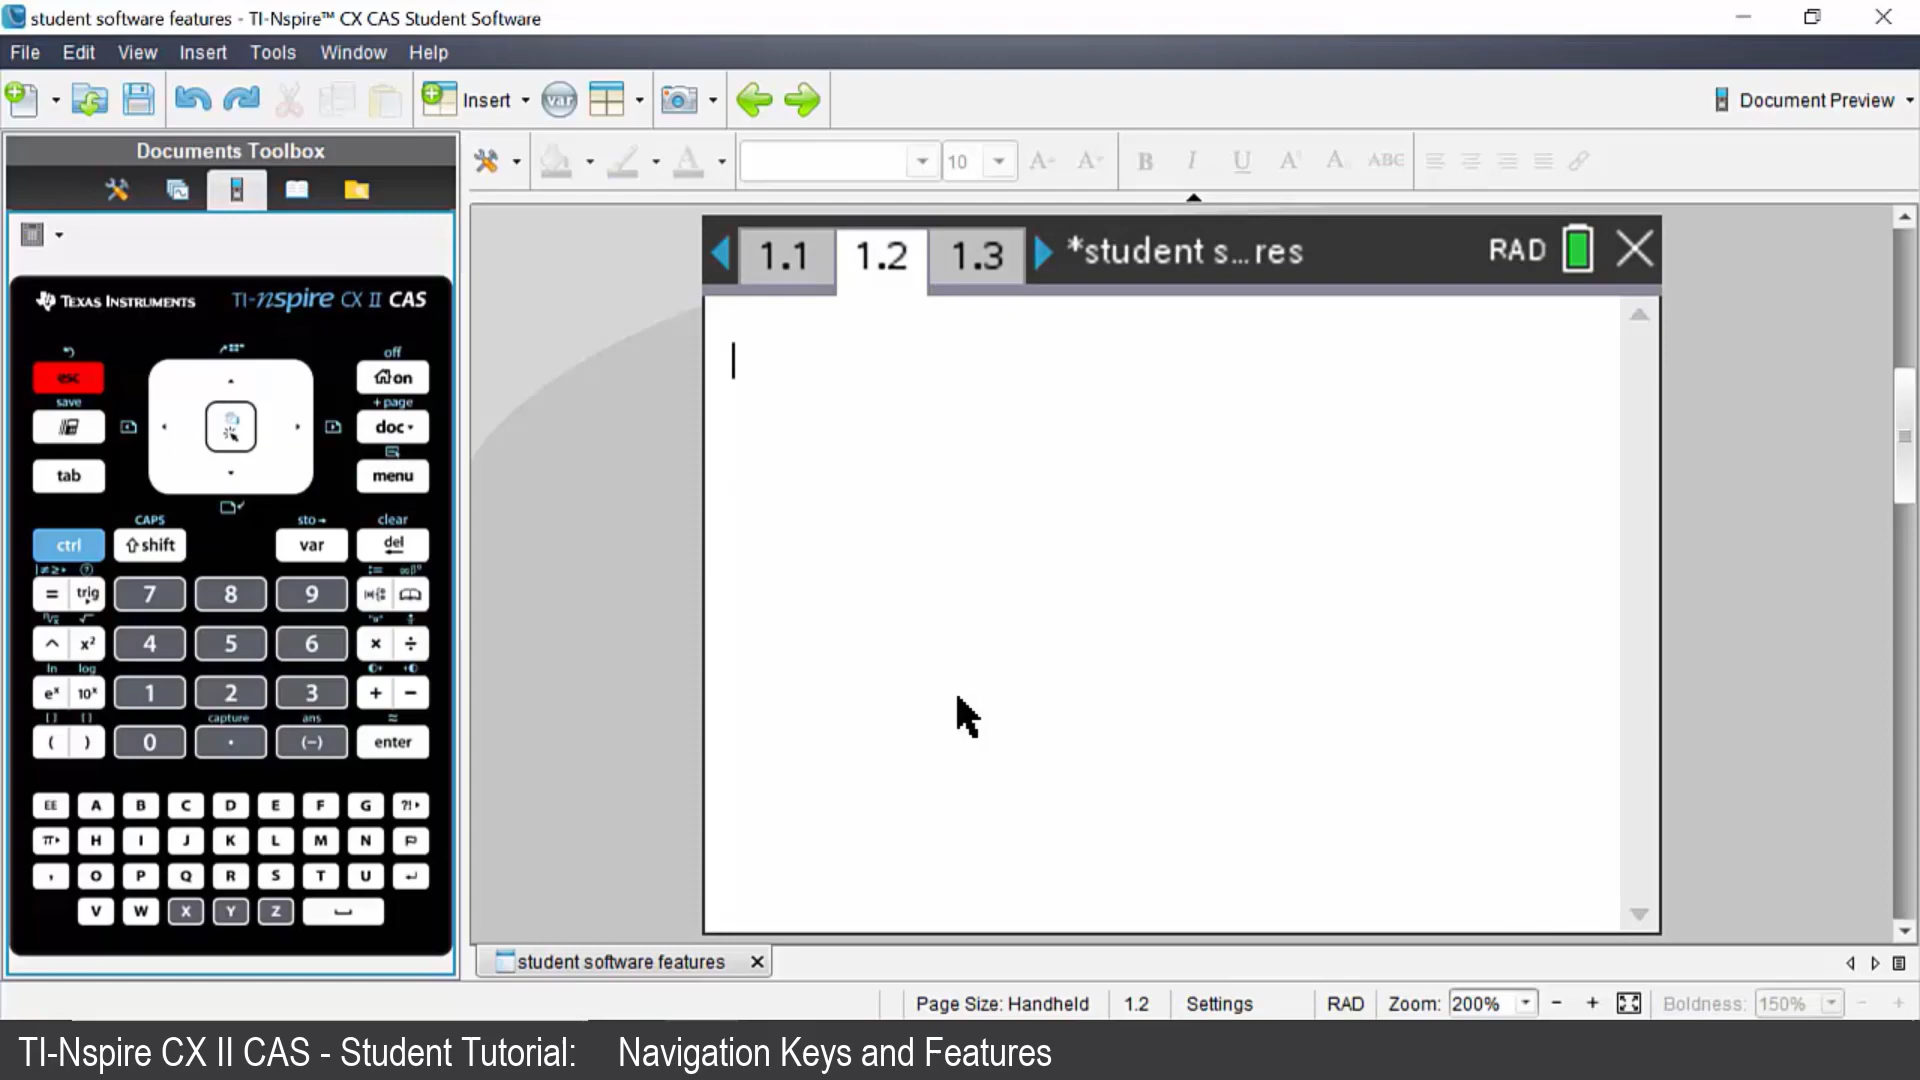 student software features - TI-Nspire™ CX CAS Student Software
File Edit View Insert Tools Window Help
Insert var Document Preview
Documents Toolbox
10 A A B I U A A ABC
1.1 1.2 1.3 *student s...res RAD
TEXAS INSTRUMENTS TI-nspire CX II CAS
off
esc on
save + page
doc
tab menu
CAPS sto→ clear
ctrl ⇧shift var del
= trig 7 8 9
^ x² 4 5 6 × ÷
ln log
eˣ 10ˣ 1 2 3 + −
[ ] { } capture ans ≈
( ) 0 . (−) enter
EE A B C D E F G ?!▸
π▸ H I J K L M N
, O P Q R S T U
V W X Y Z
student software features
Page Size: Handheld 1.2 Settings RAD Zoom: 200% − + Boldness: 150% − +
TI-Nspire CX II CAS - Student Tutorial: Navigation Keys and Features